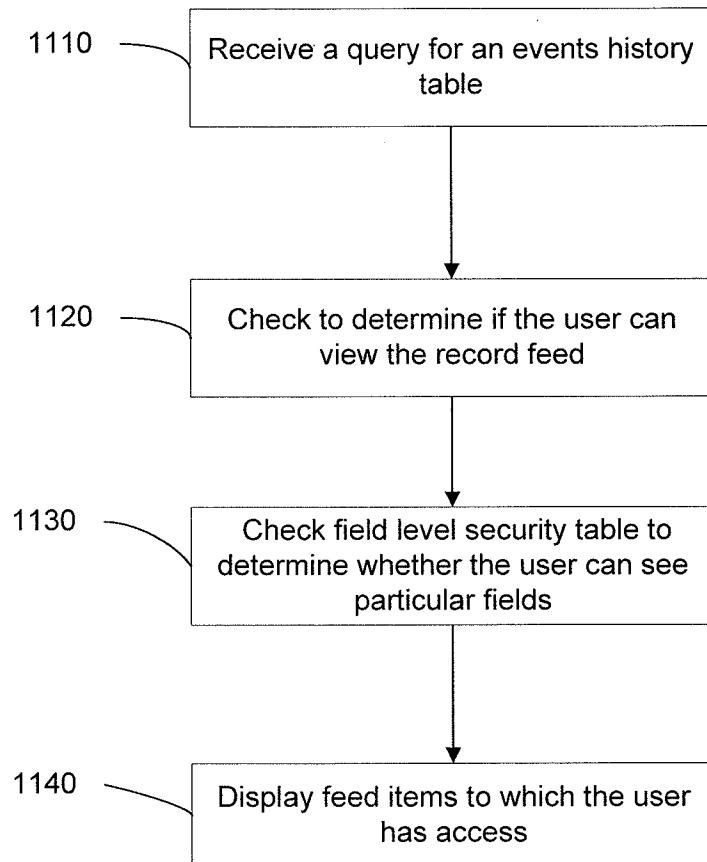 1110
Receive a query for an events history
table
1120
Check to determine if the user can
view the record feed
1130
Check field level security table to
determine whether the user can see
particular fields
1140
Display feed items to which the user
has access